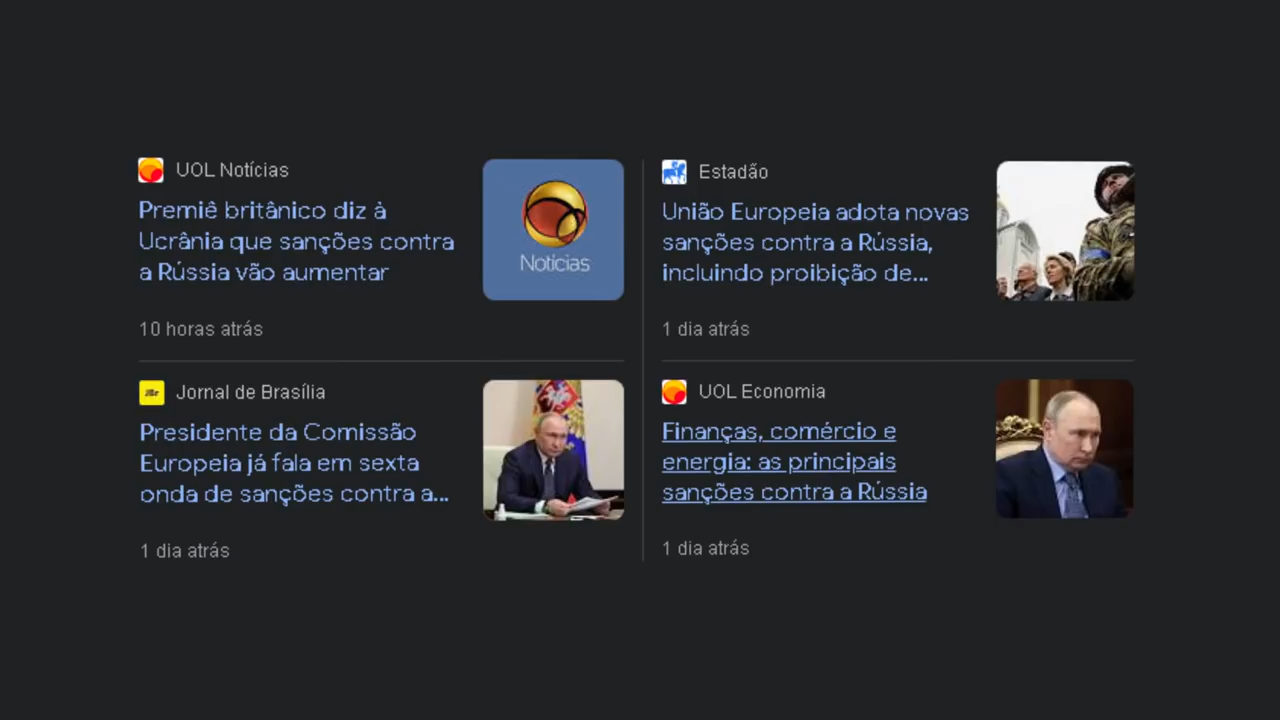 UOL Notícias
Premiê britânico diz à
Ucrânia que sanções contra
a Rússia vão aumentar
10 horas atrás
Notícias
Estadão
União Europeia adota novas
sanções contra a Rússia,
incluindo proibição de...
1 dia atrás
Jornal de Brasília
Presidente da Comissão
Europeia já fala em sexta
onda de sanções contra a...
1 dia atrás
UOL Economia
Finanças, comércio e
energia: as principais
sanções contra a Rússia
1 dia atrás